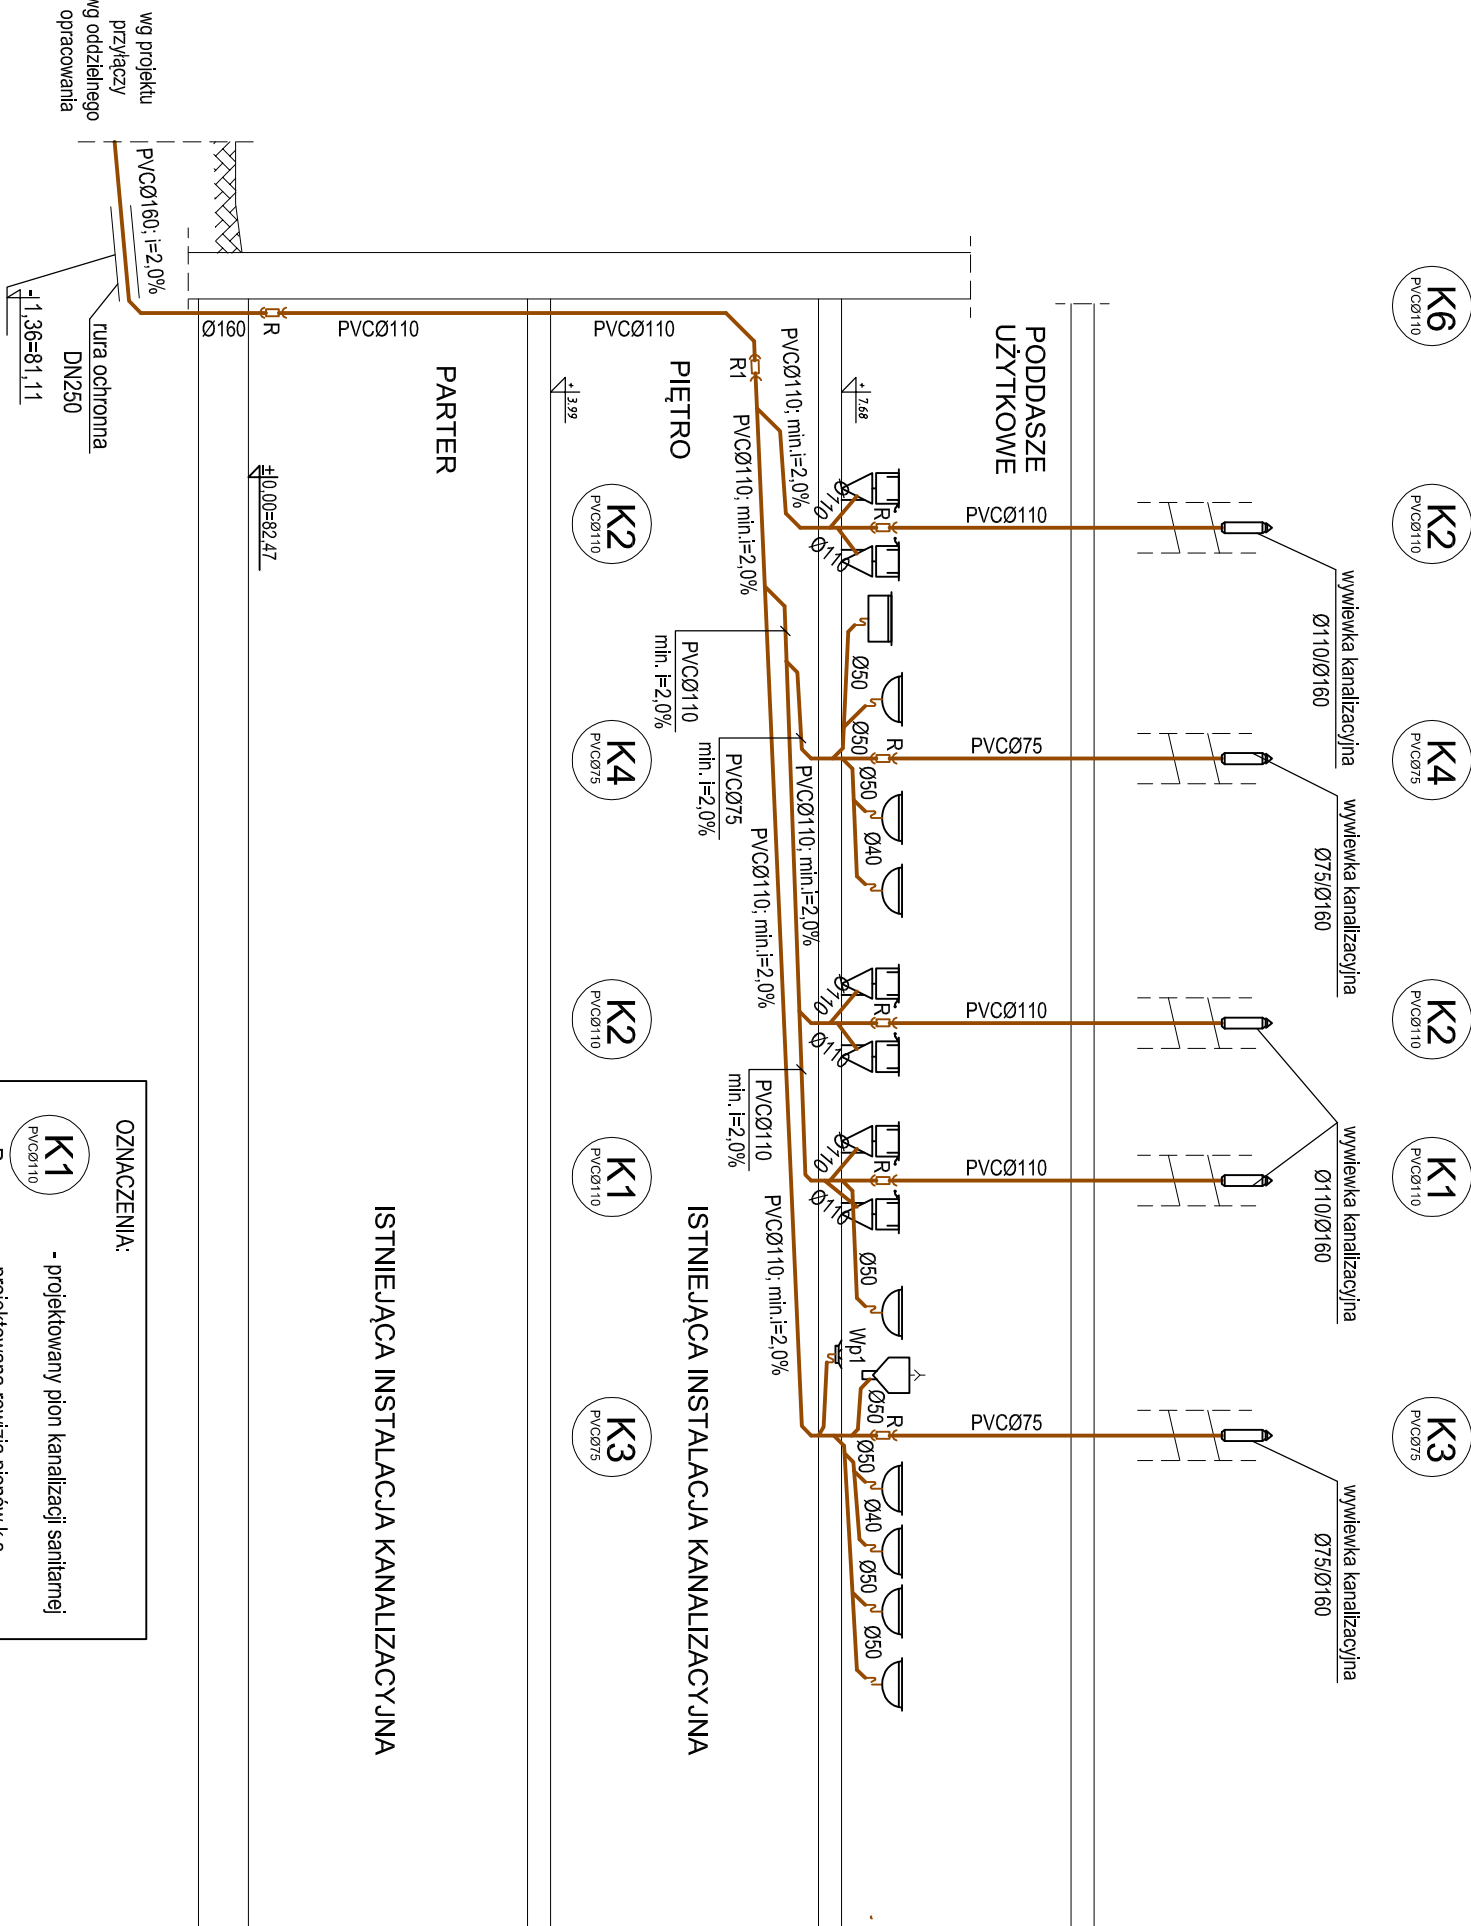 K6
PVCØ110
K2
PVCØ110
K4
PVCØ75
K2
PVCØ110
K1
PVCØ110
K3
PVCØ75
wywiewka kanalizacyjna
Ø110/Ø160
wywiewka kanalizacyjna
Ø75/Ø160
wywiewka kanalizacyjna
Ø110/Ø160
wywiewka kanalizacyjna
Ø75/Ø160
PODDASZE
UŻYTKOWE
PVCØ110
PVCØ75
PVCØ110
PVCØ110
PVCØ75
R
R
R
R
R
+
7.68
Ø110
Ø110
Ø50
Ø50
Ø50
Ø40
Ø110
Ø110
Ø110
Ø110
Ø50
Wp1
Ø50
Ø50
Ø40
Ø50
Ø50
PVCØ110; min.i=2,0%
PVCØ110; min.i=2,0%
R1
PVCØ110; min.i=2,0%
PVCØ110; min.i=2,0%
PVCØ110; min.i=2,0%
PVCØ110
min. i=2,0%
PVCØ75
min. i=2,0%
PVCØ110
min. i=2,0%
PIĘTRO
ISTNIEJĄCA INSTALACJA KANALIZACYJNA
PVCØ110
K2
PVCØ110
K4
PVCØ75
K2
PVCØ110
K1
PVCØ110
K3
PVCØ75
+
3.99
PARTER
ISTNIEJĄCA INSTALACJA KANALIZACYJNA
PVCØ110
R
±0,00=82,47
Ø160
wg projektu
przyłączy
wg oddzielnego
opracowania
PVCØ160; i=2,0%
rura ochronna
DN250
-1,36=81,11
OZNACZENIA:
K1
PVCØ110
- projektowany pion kanalizacji sanitarnej